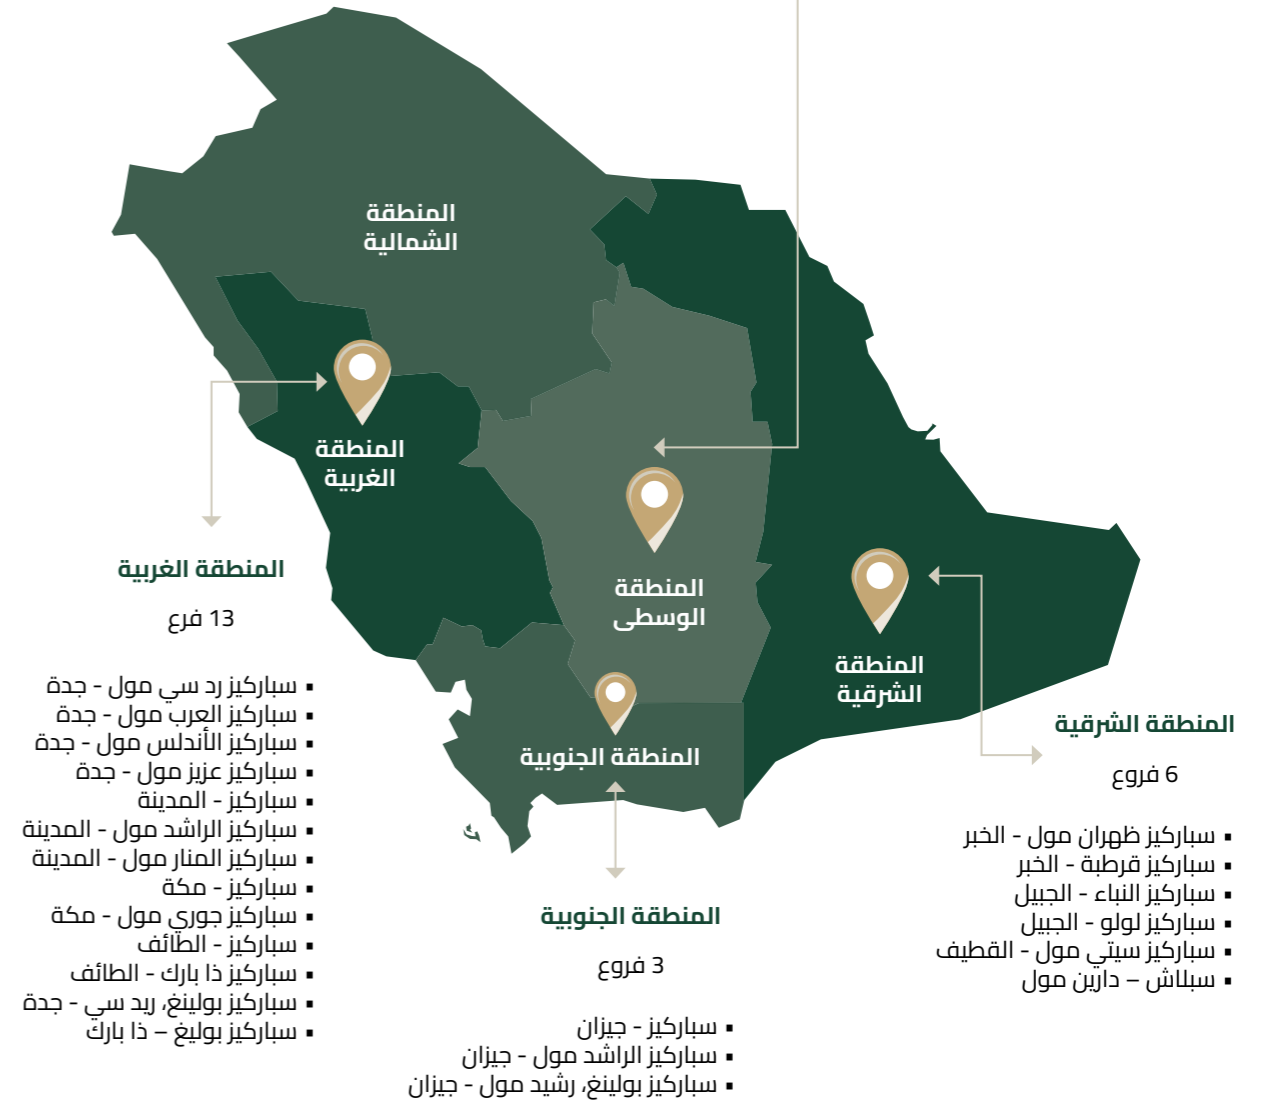 المنطقة
الشمالية
المنطقة
الغربية
المنطقة
الوسطى
المنطقة
الشرقية
المنطقة الجنوبية
المنطقة الغربية
13 فرع
▪ سباركيز رد سي مول - جدة
▪ سباركيز العرب مول - جدة
▪ سباركيز الأندلس مول - جدة
▪ سباركيز عزيز مول - جدة
▪ سباركيز - المدينة
▪ سباركيز الراشد مول - المدينة
▪ سباركيز المنار مول - المدينة
▪ سباركيز - مكة
▪ سباركيز جوري مول - مكة
▪ سباركيز - الطائف
▪ سباركيز ذا بارك - الطائف
▪ سباركيز بولينغ، ريد سي - جدة
▪ سباركيز بوليغ – ذا بارك
المنطقة الشرقية
6 فروع
▪ سباركيز ظهران مول - الخبر
▪ سباركيز قرطبة - الخبر
▪ سباركيز النباء - الجبيل
▪ سباركيز لولو - الجبيل
▪ سباركيز سيتي مول - القطيف
▪ سبلاش – دارين مول
المنطقة الجنوبية
3 فروع
▪ سباركيز - جيزان
▪ سباركيز الراشد مول - جيزان
▪ سباركيز بولينغ، رشيد مول - جيزان